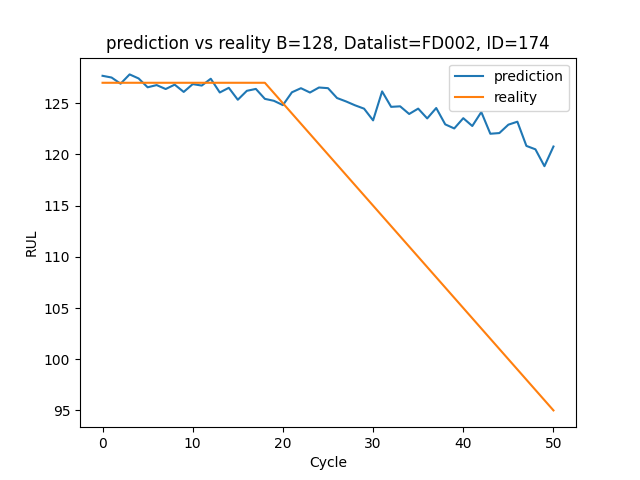 prediction vs reality B=128, Datalist=FD002, ID=174
prediction
reality
125
120
115
110
105
100
95
RUL
0 10 20 30 40 50
Cycle